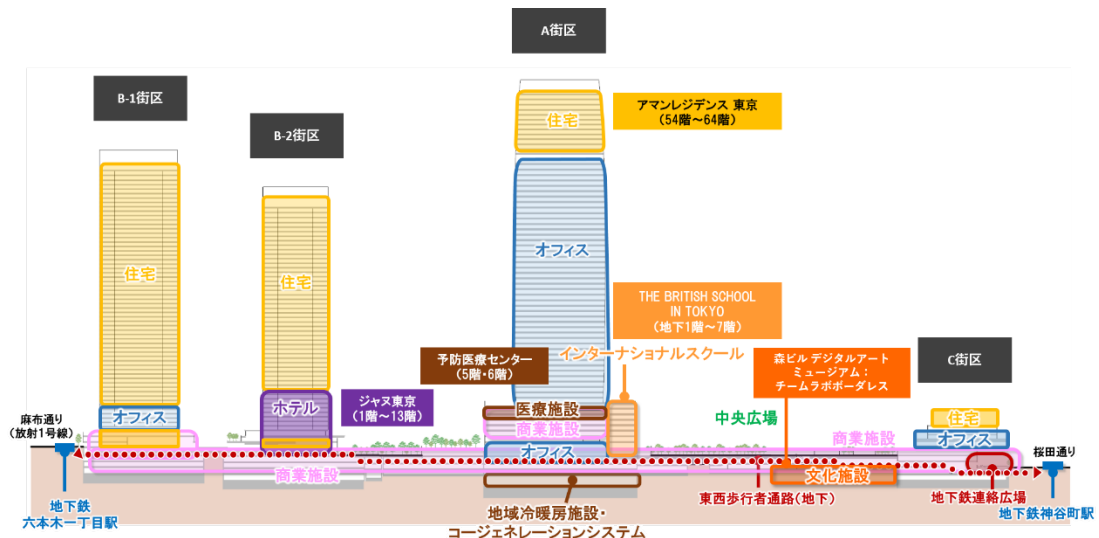 A街区
B-1街区
B-2街区
住宅
アマンレジデンス 東京
(54階~64階)
住宅
住宅
オフィス
THE BRITISH SCHOOL
IN TOKYO
(地下1階~7階)
インターナショナルスクール
予防医療センター
(5階・6階)
森ビル デジタルアート
ミュージアム:
チームラボボーダレス
C街区
ホテル
ジャヌ東京
(1階~13階)
オフィス
医療施設
商業施設
オフィス
中央広場
住宅
オフィス
商業施設
麻布通り
(放射1号線)
桜田通り
商業施設
文化施設
東西歩行者通路(地下)
地下鉄連絡広場
地下鉄
六本木一丁目駅
地下鉄神谷町駅
地域冷暖房施設・
コージェネレーションシステム